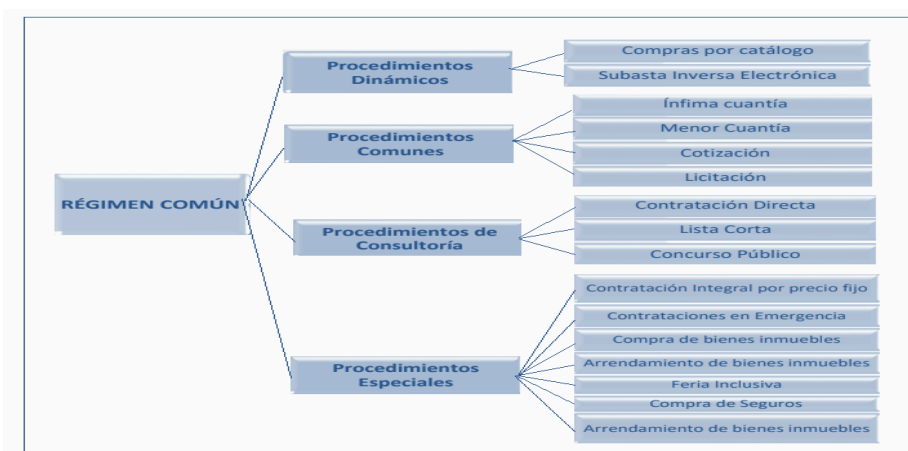 RÉGIMEN COMÚN
Procedimientos
Dinámicos
Compras por catálogo
Subasta Inversa Electrónica
Procedimientos
Comunes
Ínfima cuantía
Menor Cuantía
Cotización
Licitación
Procedimientos de
Consultoría
Contratación Directa
Lista Corta
Concurso Público
Procedimientos
Especiales
Contratación Integral por precio fijo
Contrataciones en Emergencia
Compra de bienes inmuebles
Arrendamiento de bienes inmuebles
Feria Inclusiva
Compra de Seguros
Arrendamiento de bienes inmuebles